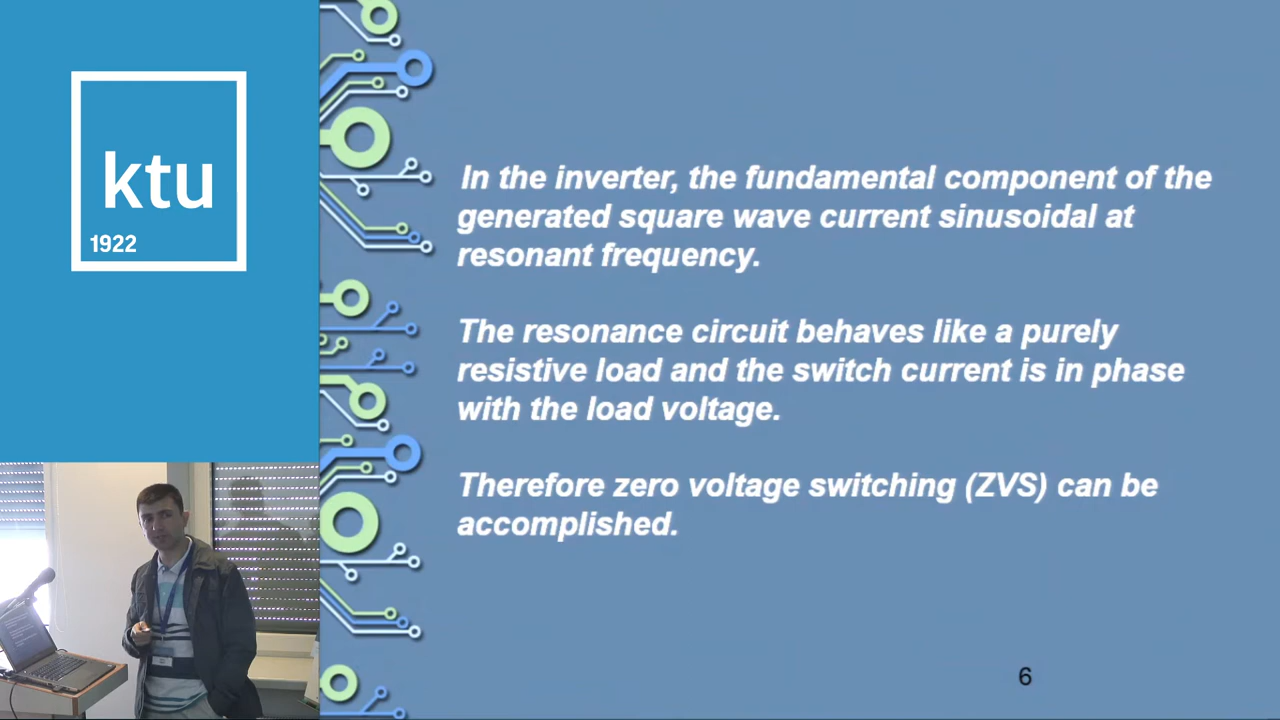 ktu
1922
In the inverter, the fundamental component of the
generated square wave current sinusoidal at
resonant frequency.
The resonance circuit behaves like a purely
resistive load and the switch current is in phase
with the load voltage.
Therefore zero voltage switching (ZVS) can be
accomplished.
6